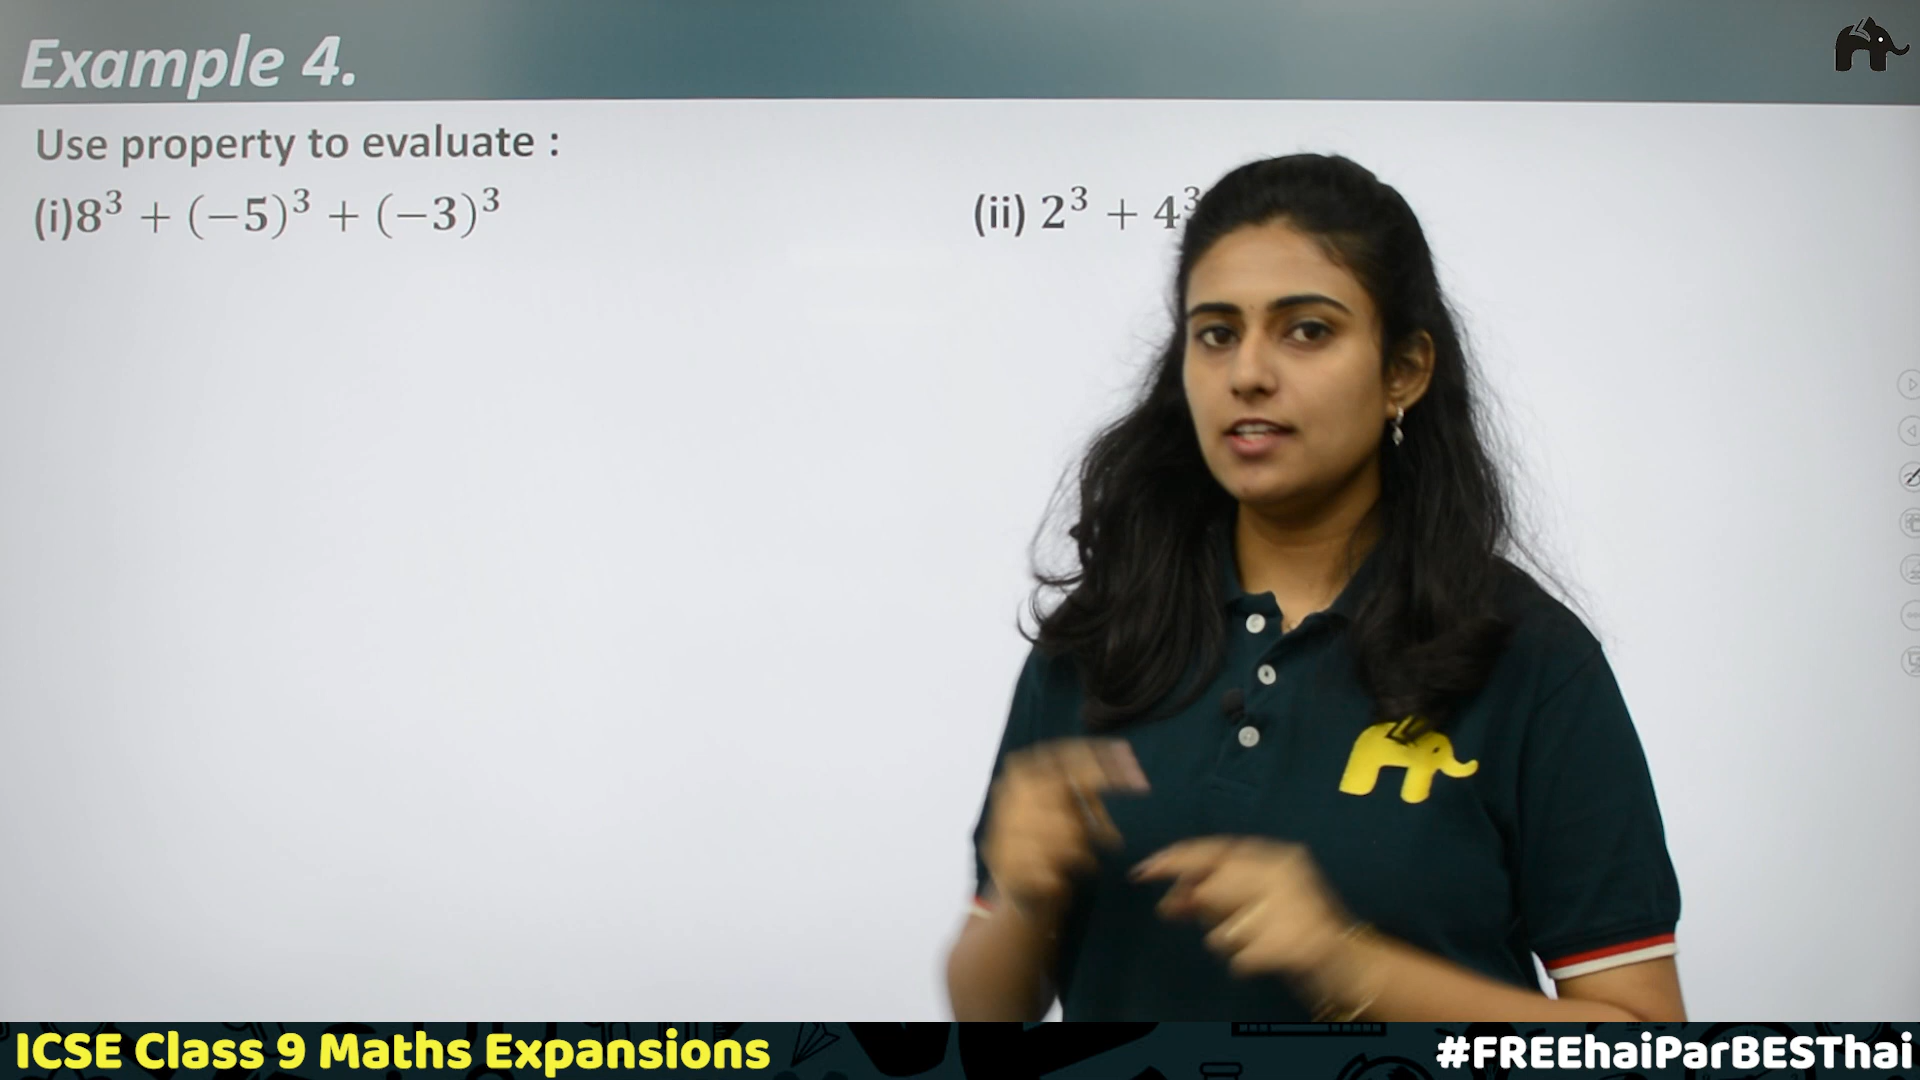 Example 4.
Use property to evaluate :
(i)8³ + (−5)³ + (−3)³
(ii) 2³ + 4³
ICSE Class 9 Maths Expansions
#FREEhaiParBESThai